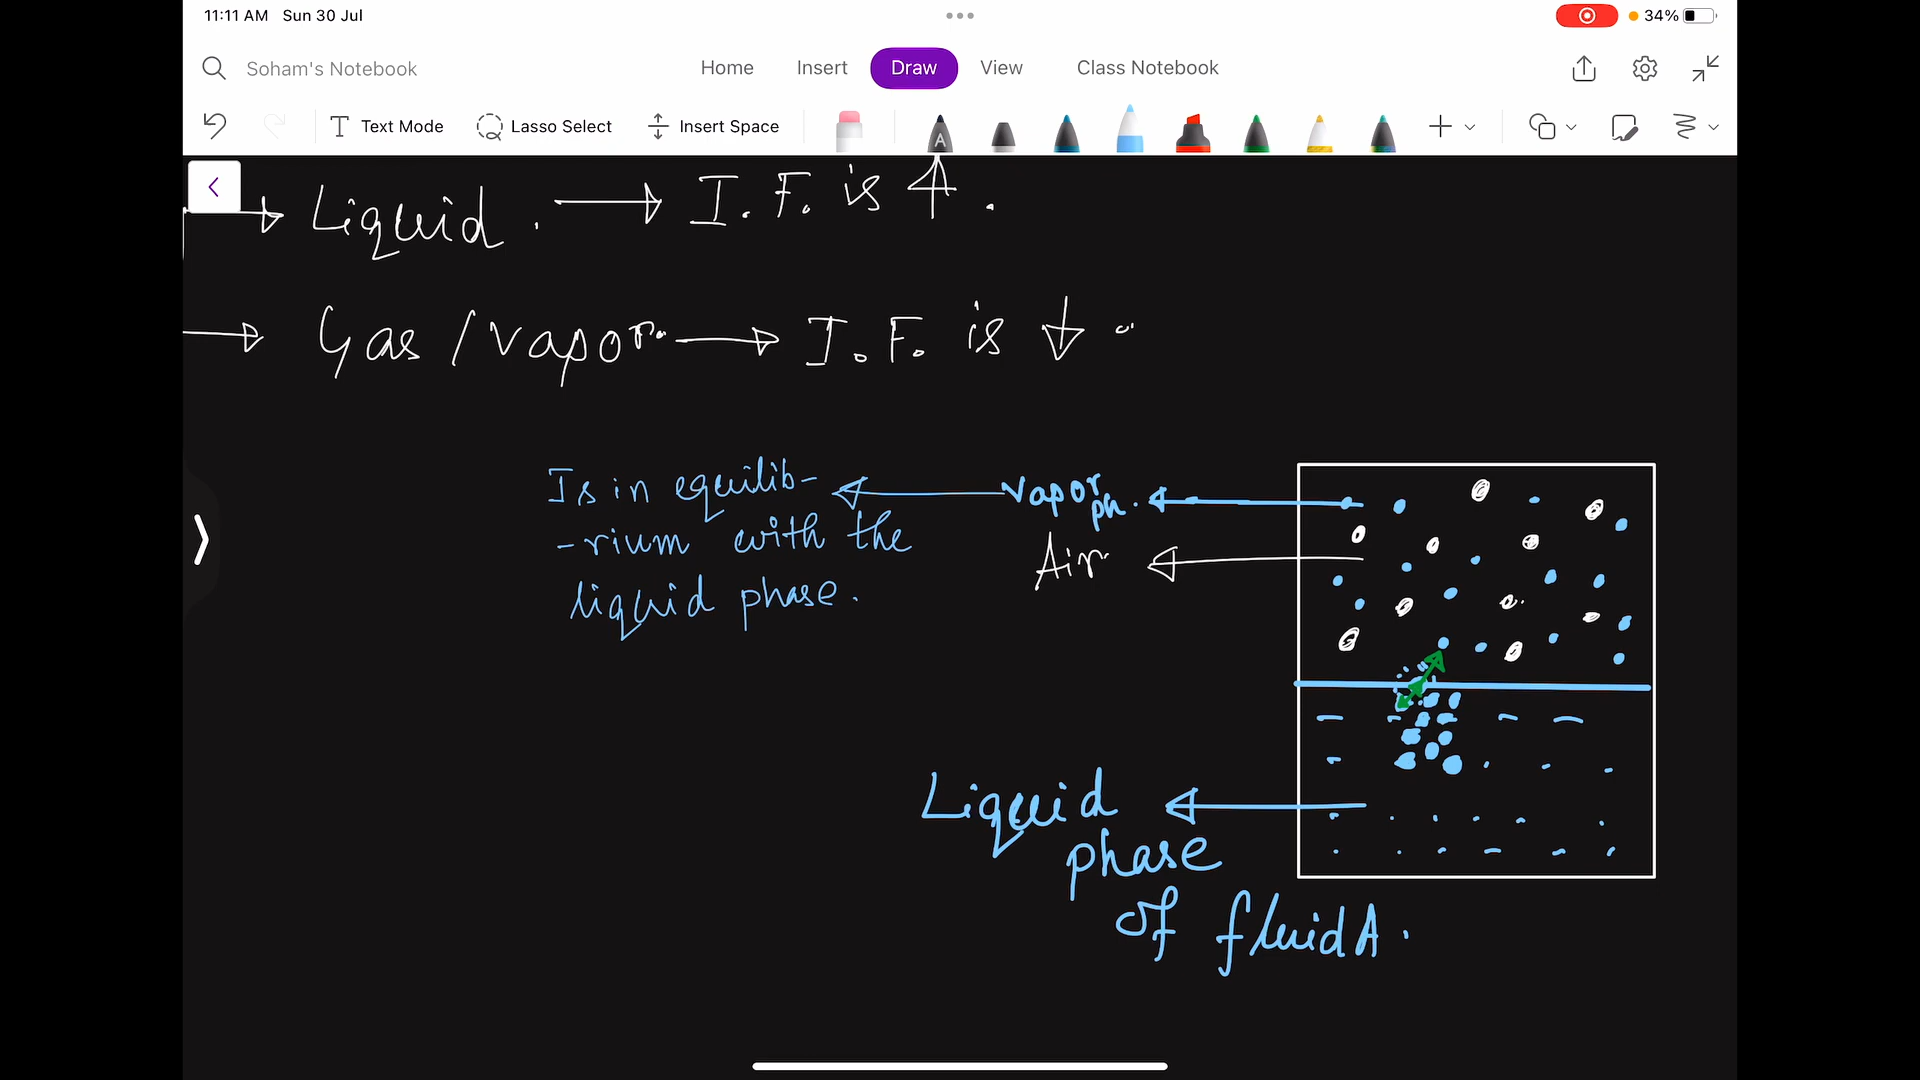 11:11 AM Sun 30 Jul
34%
Soham's Notebook
Home Insert Draw View Class Notebook
Text Mode Lasso Select Insert Space
A
Liquid. → I.F. is ↑.
→ Gas/vapor. → I.F. is ↓.
Is in equilib-
-rium with the
liquid phase.
vapor
ph.
Air
Liquid
phase
of fluid A.